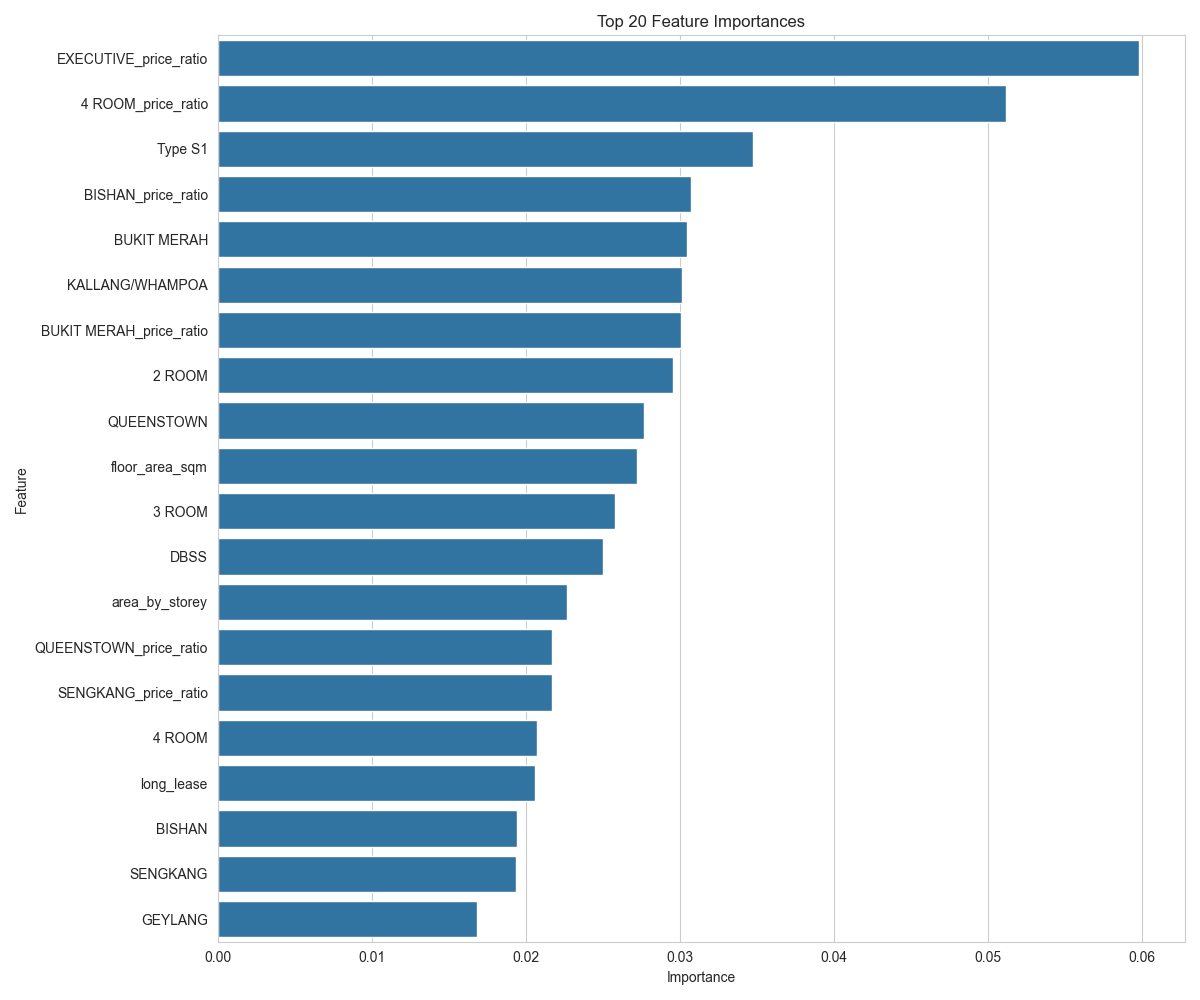 Top 20 Feature Importances
Feature
EXECUTIVE_price_ratio
4 ROOM_price_ratio
Type S1
BISHAN_price_ratio
BUKIT MERAH
KALLANG/WHAMPOA
BUKIT MERAH_price_ratio
2 ROOM
QUEENSTOWN
floor_area_sqm
3 ROOM
DBSS
area_by_storey
QUEENSTOWN_price_ratio
SENGKANG_price_ratio
4 ROOM
long_lease
BISHAN
SENGKANG
GEYLANG
0.00 0.01 0.02 0.03 0.04 0.05 0.06
Importance